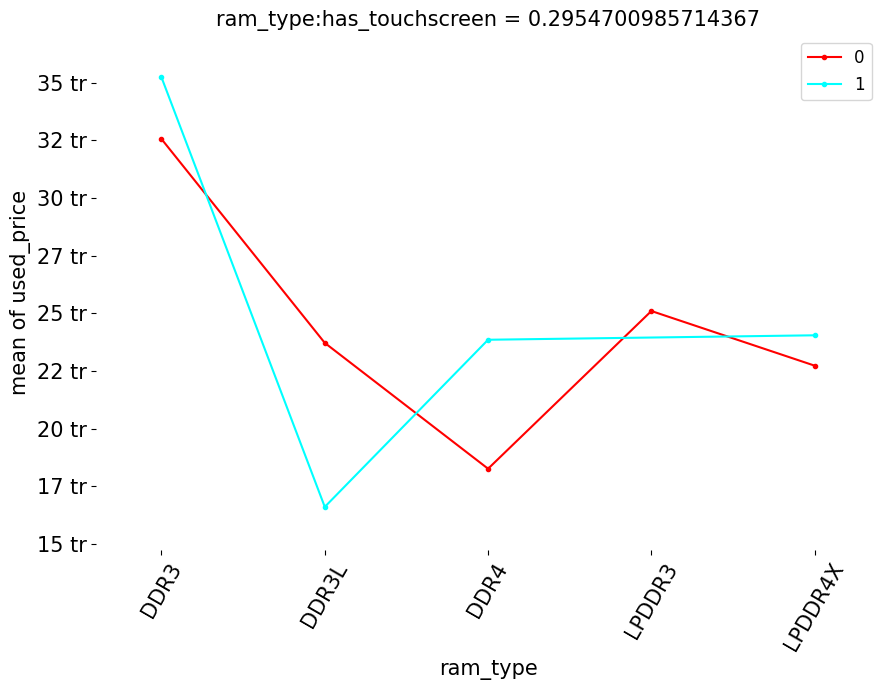 ram_type:has_touchscreen = 0.2954700985714367
0
1
mean of used_price
35 tr
32 tr
30 tr
27 tr
25 tr
22 tr
20 tr
17 tr
15 tr
DDR3
DDR3L
DDR4
LPDDR3
LPDDR4X
ram_type